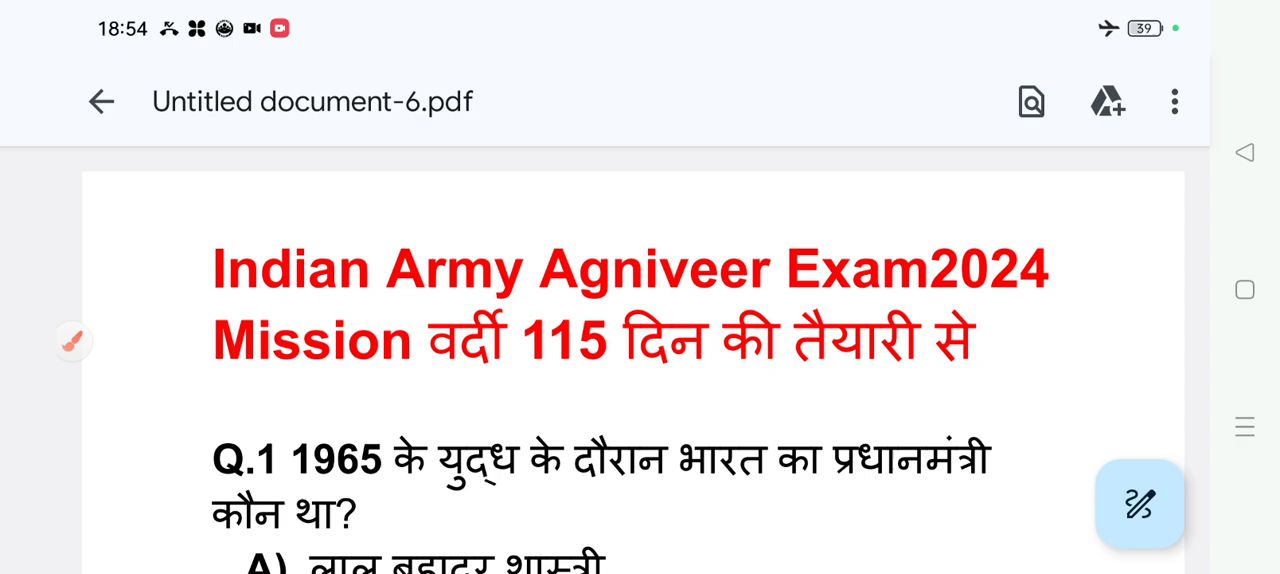 18:54
39
Untitled document-6.pdf
Indian Army Agniveer Exam2024
Mission वर्दी 115 दिन की तैयारी से
Q.1 1965 के युद्ध के दौरान भारत का प्रधानमंत्री
कौन था?
A) लाल बहादुर शास्त्री